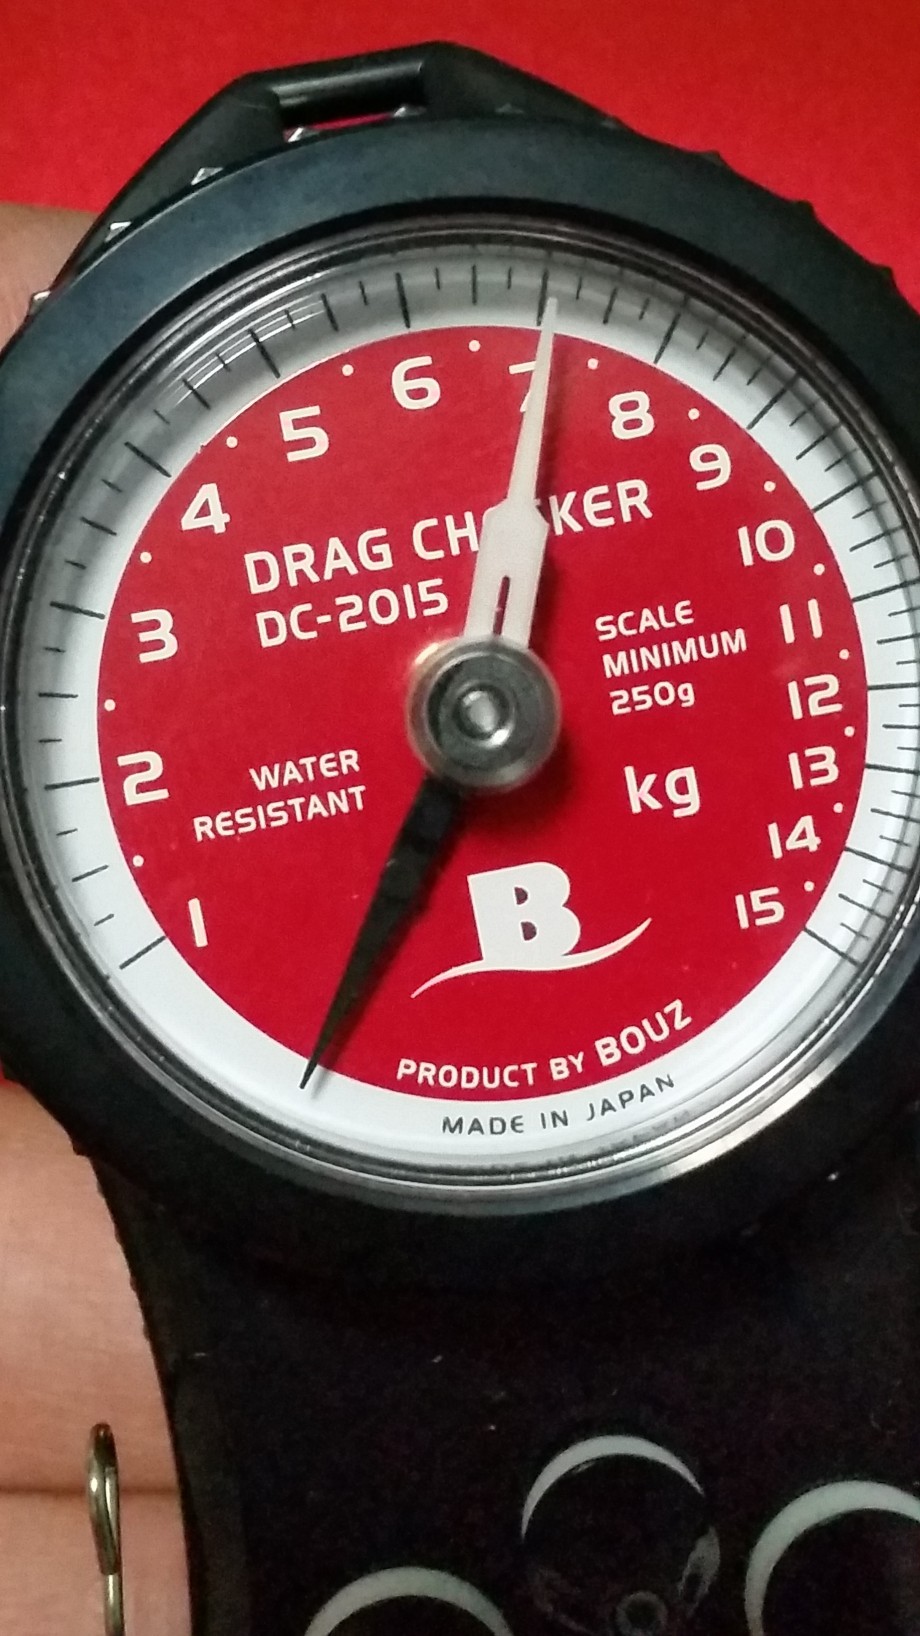 1
2
3
4
5
6
7
8
9
10
11
12
13
14
15
DRAG CHECKER
DC-2015
SCALE
MINIMUM
250g
WATER
RESISTANT
kg
B
PRODUCT BY BOUZ
MADE IN JAPAN